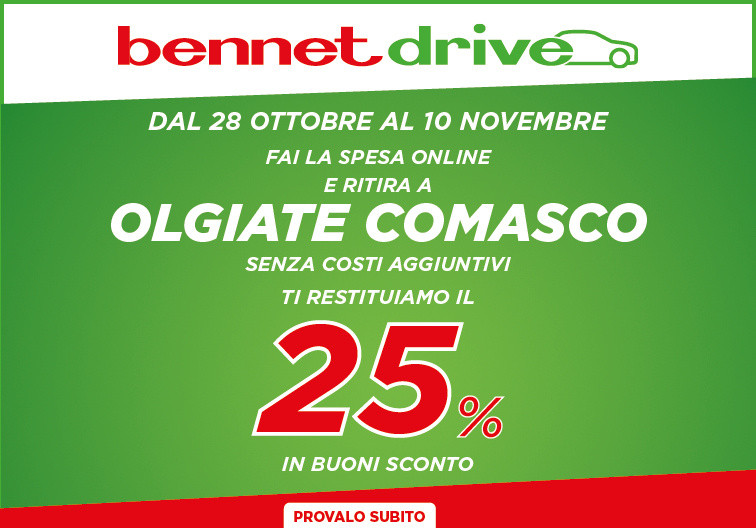 bennet drive
DAL 28 OTTOBRE AL 10 NOVEMBRE
FAI LA SPESA ONLINE
E RITIRA A
OLGIATE COMASCO
SENZA COSTI AGGIUNTIVI
TI RESTITUIAMO IL
25%
IN BUONI SCONTO
PROVALO SUBITO